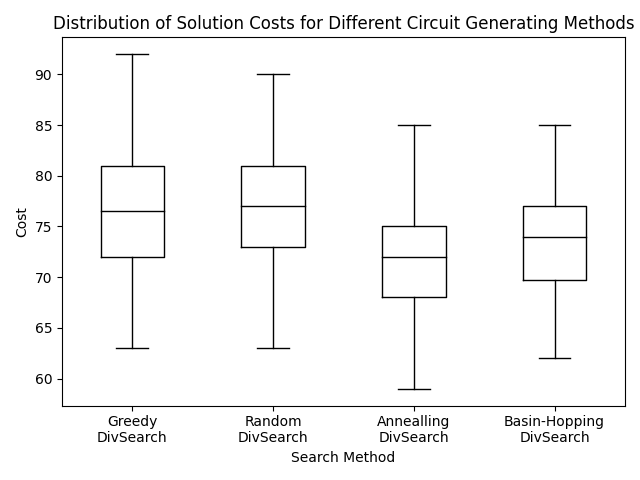 Distribution of Solution Costs for Different Circuit Generating Methods
Cost
90
85
80
75
70
65
60
Greedy
DivSearch
Random
DivSearch
Annealling
DivSearch
Basin-Hopping
DivSearch
Search Method